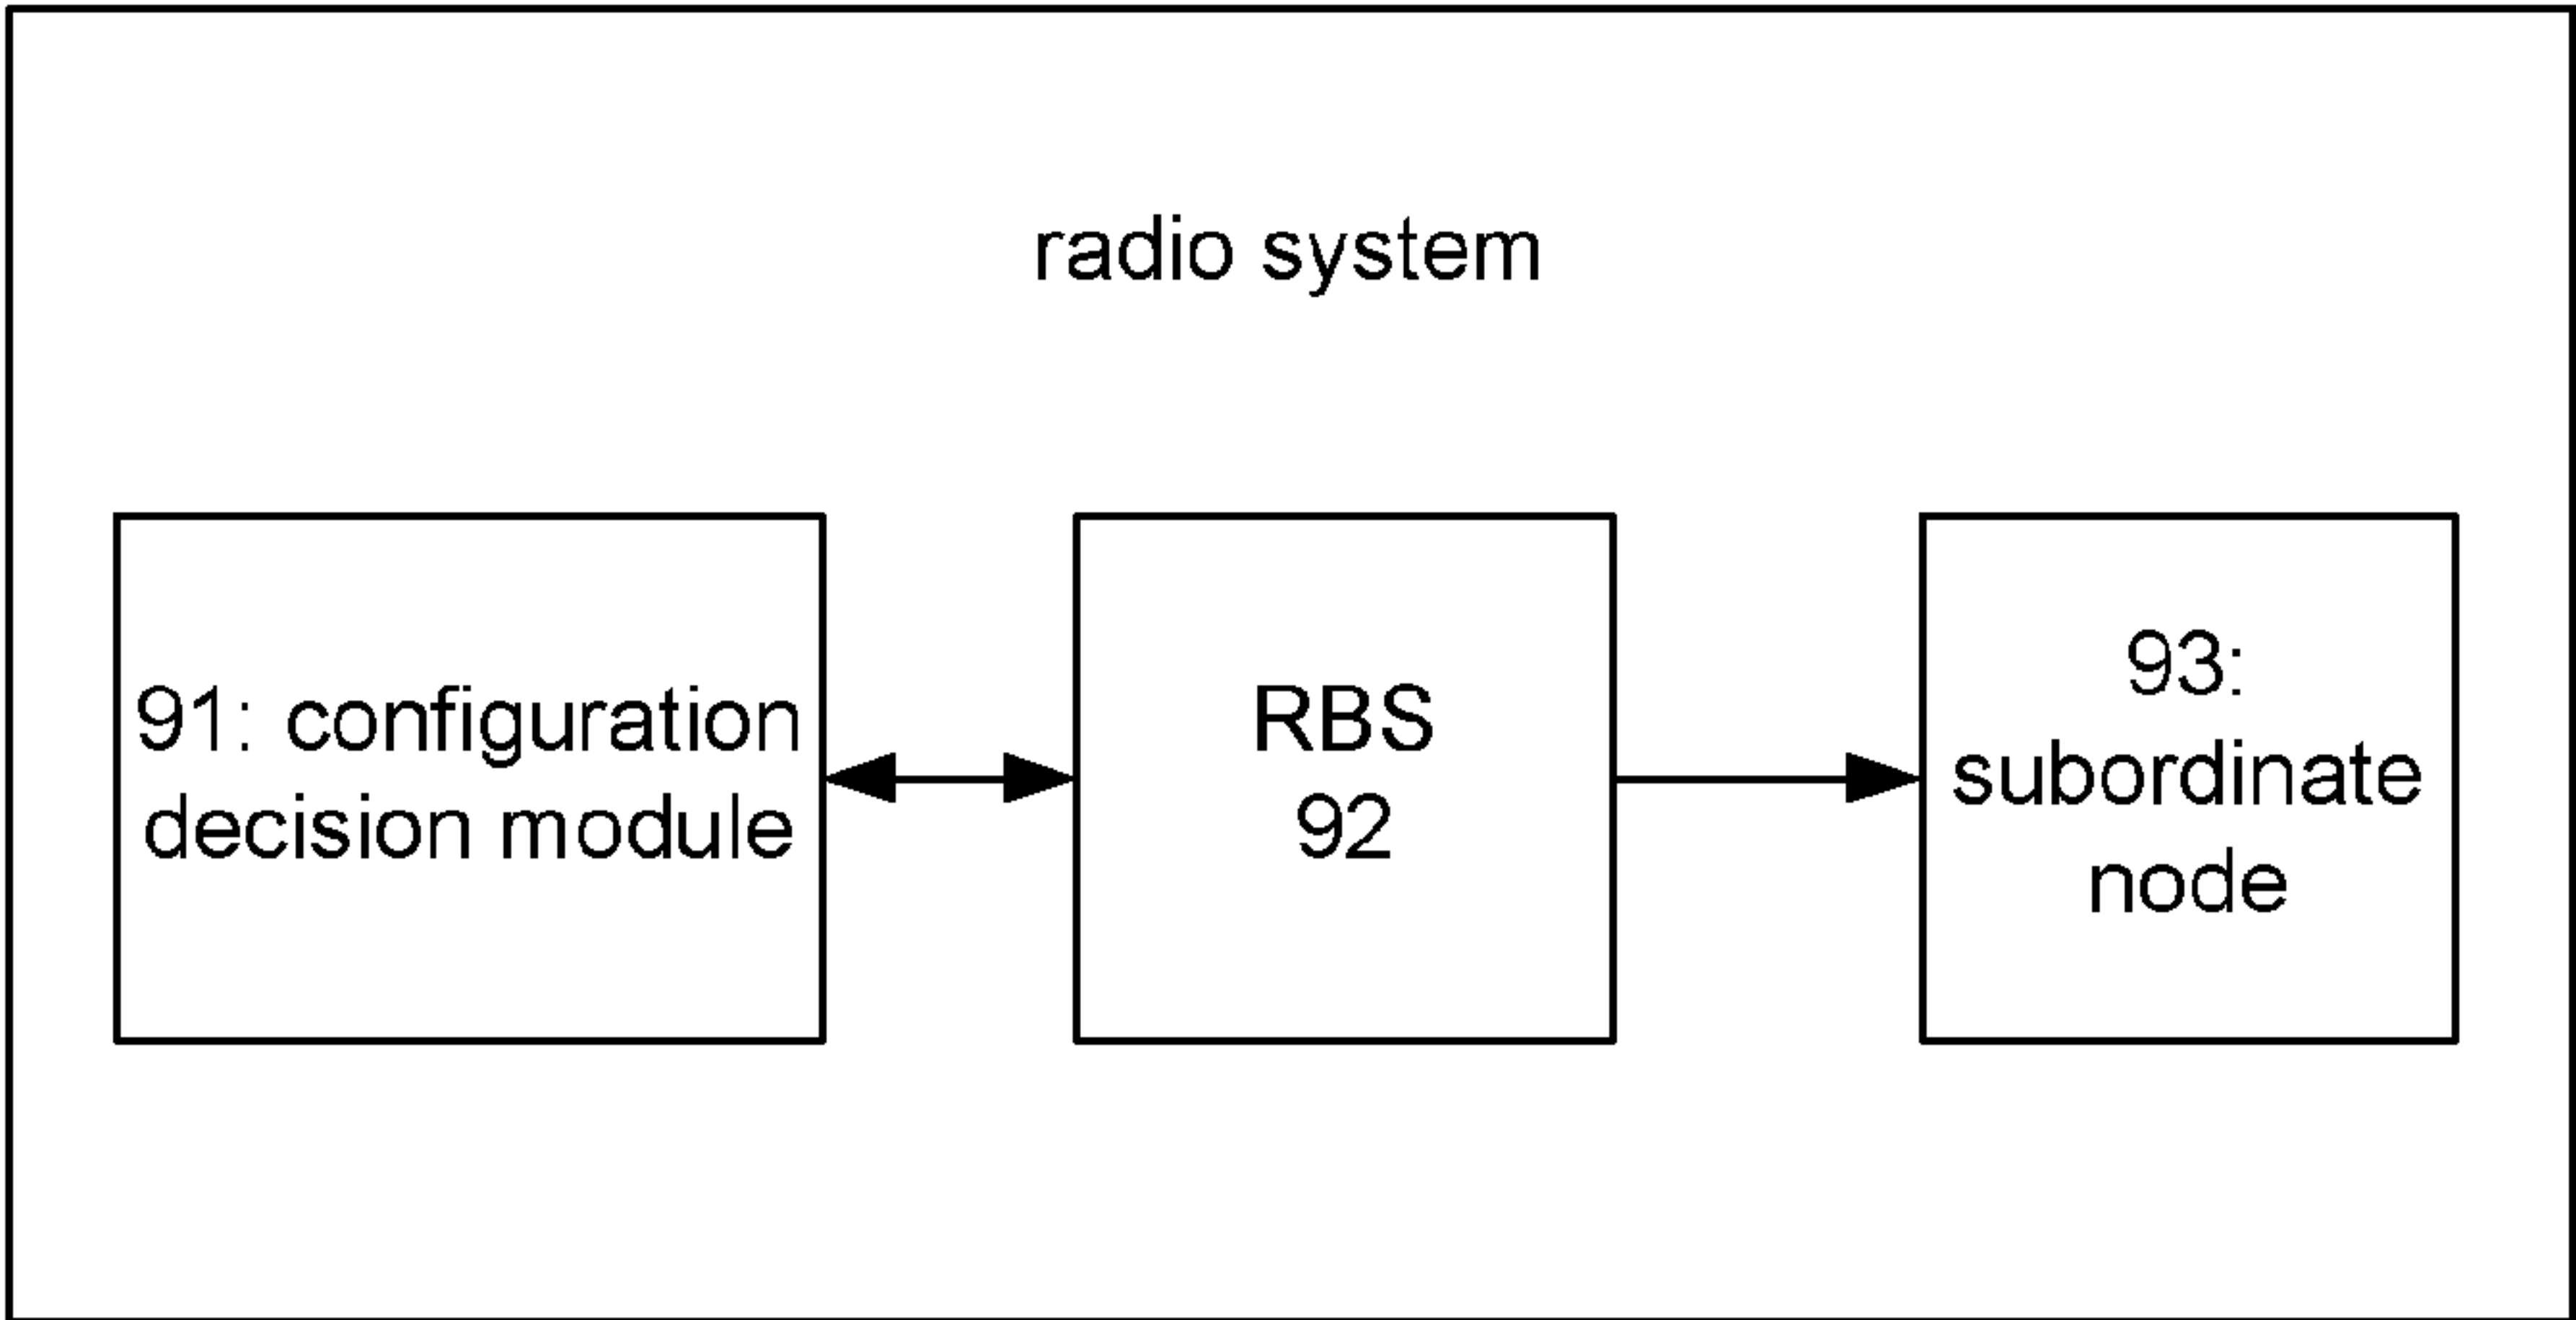 radio system
91: configuration
decision module
RBS
92
93:
subordinate
node